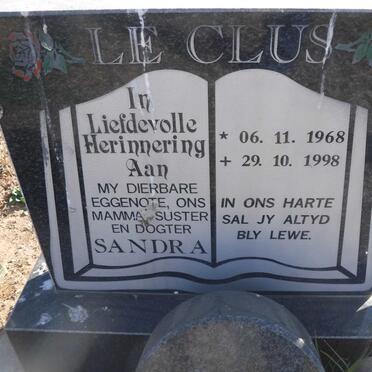 LE CLUS
In
Liefdevolle
Herinnering
Aan
MY DIERBARE
EGGENOTE, ONS
MAMMA, SUSTER
EN DOGTER
SANDRA
* 06. 11. 1968
+ 29. 10. 1998
IN ONS HARTE
SAL JY ALTYD
BLY LEWE.